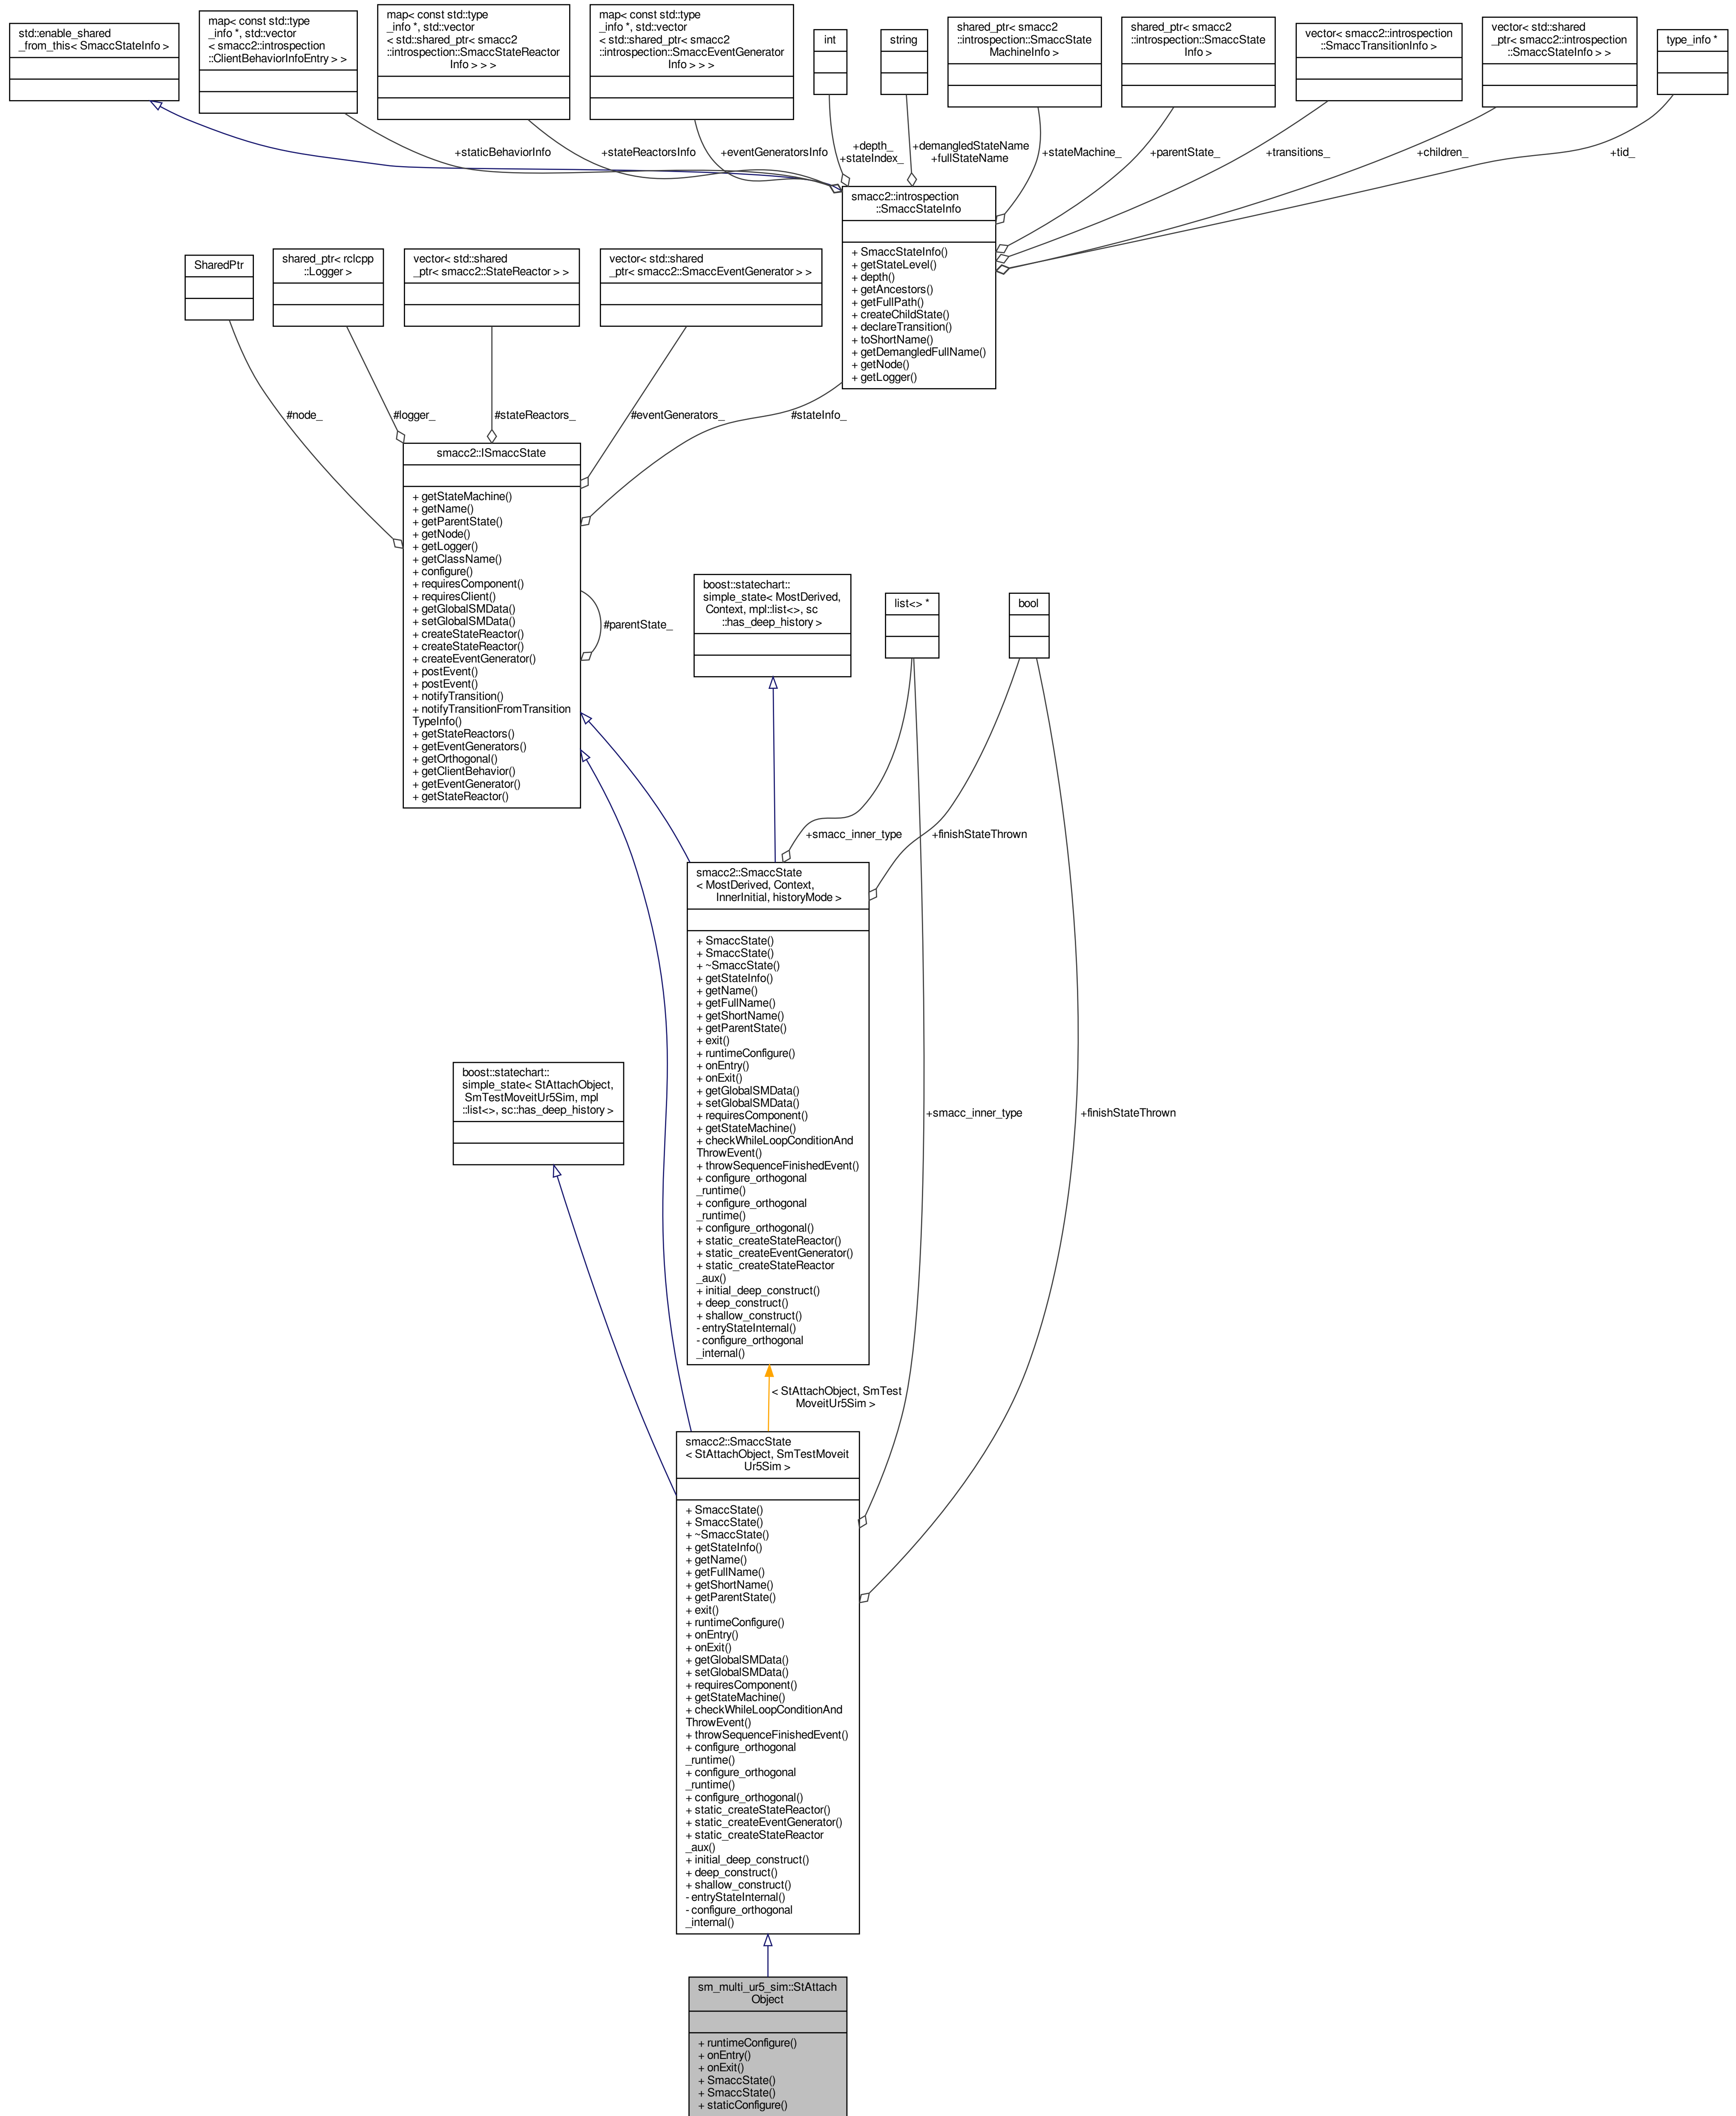 std::enable_shared
_from_this< SmaccStateInfo >
map< const std::type
_info *, std::vector
< smacc2::introspection
::ClientBehaviorInfoEntry > >
map< const std::type
_info *, std::vector
< std::shared_ptr< smacc2
::introspection::SmaccStateReactor
Info > > >
map< const std::type
_info *, std::vector
< std::shared_ptr< smacc2
::introspection::SmaccEventGenerator
Info > > >
int
string
shared_ptr< smacc2
::introspection::SmaccState
MachineInfo >
shared_ptr< smacc2
::introspection::SmaccState
Info >
vector< smacc2::introspection
::SmaccTransitionInfo >
vector< std::shared
_ptr< smacc2::introspection
::SmaccStateInfo > >
type_info *
+staticBehaviorInfo
+stateReactorsInfo
+eventGeneratorsInfo
+depth_
+stateIndex_
+demangledStateName
+fullStateName
+stateMachine_
+parentState_
+transitions_
+children_
+tid_
smacc2::introspection
::SmaccStateInfo
+ SmaccStateInfo()
+ getStateLevel()
+ depth()
+ getAncestors()
+ getFullPath()
+ createChildState()
+ declareTransition()
+ toShortName()
+ getDemangledFullName()
+ getNode()
+ getLogger()
SharedPtr
shared_ptr< rclcpp
::Logger >
vector< std::shared
_ptr< smacc2::StateReactor > >
vector< std::shared
_ptr< smacc2::SmaccEventGenerator > >
#node_
#logger_
#stateReactors_
#eventGenerators_
#stateInfo_
smacc2::ISmaccState
+ getStateMachine()
+ getName()
+ getParentState()
+ getNode()
+ getLogger()
+ getClassName()
+ configure()
+ requiresComponent()
+ requiresClient()
+ getGlobalSMData()
+ setGlobalSMData()
+ createStateReactor()
+ createStateReactor()
+ createEventGenerator()
+ postEvent()
+ postEvent()
+ notifyTransition()
+ notifyTransitionFromTransition
TypeInfo()
+ getStateReactors()
+ getEventGenerators()
+ getOrthogonal()
+ getClientBehavior()
+ getEventGenerator()
+ getStateReactor()
#parentState_
boost::statechart::
simple_state< MostDerived,
Context, mpl::list<>, sc
::has_deep_history >
list<> *
bool
+smacc_inner_type
+finishStateThrown
smacc2::SmaccState
< MostDerived, Context,
InnerInitial, historyMode >
+ SmaccState()
+ SmaccState()
+ ~SmaccState()
+ getStateInfo()
+ getName()
+ getFullName()
+ getShortName()
+ getParentState()
+ exit()
+ runtimeConfigure()
+ onEntry()
+ onExit()
+ getGlobalSMData()
+ setGlobalSMData()
+ requiresComponent()
+ getStateMachine()
+ checkWhileLoopConditionAnd
ThrowEvent()
+ throwSequenceFinishedEvent()
+ configure_orthogonal
_runtime()
+ configure_orthogonal
_runtime()
+ configure_orthogonal()
+ static_createStateReactor()
+ static_createEventGenerator()
+ static_createStateReactor
_aux()
+ initial_deep_construct()
+ deep_construct()
+ shallow_construct()
- entryStateInternal()
- configure_orthogonal
_internal()
boost::statechart::
simple_state< StAttachObject,
SmTestMoveitUr5Sim, mpl
::list<>, sc::has_deep_history >
+smacc_inner_type
+finishStateThrown
< StAttachObject, SmTest
MoveitUr5Sim >
smacc2::SmaccState
< StAttachObject, SmTestMoveit
Ur5Sim >
+ SmaccState()
+ SmaccState()
+ ~SmaccState()
+ getStateInfo()
+ getName()
+ getFullName()
+ getShortName()
+ getParentState()
+ exit()
+ runtimeConfigure()
+ onEntry()
+ onExit()
+ getGlobalSMData()
+ setGlobalSMData()
+ requiresComponent()
+ getStateMachine()
+ checkWhileLoopConditionAnd
ThrowEvent()
+ throwSequenceFinishedEvent()
+ configure_orthogonal
_runtime()
+ configure_orthogonal
_runtime()
+ configure_orthogonal()
+ static_createStateReactor()
+ static_createEventGenerator()
+ static_createStateReactor
_aux()
+ initial_deep_construct()
+ deep_construct()
+ shallow_construct()
- entryStateInternal()
- configure_orthogonal
_internal()
sm_multi_ur5_sim::StAttach
Object
+ runtimeConfigure()
+ onEntry()
+ onExit()
+ SmaccState()
+ SmaccState()
+ staticConfigure()